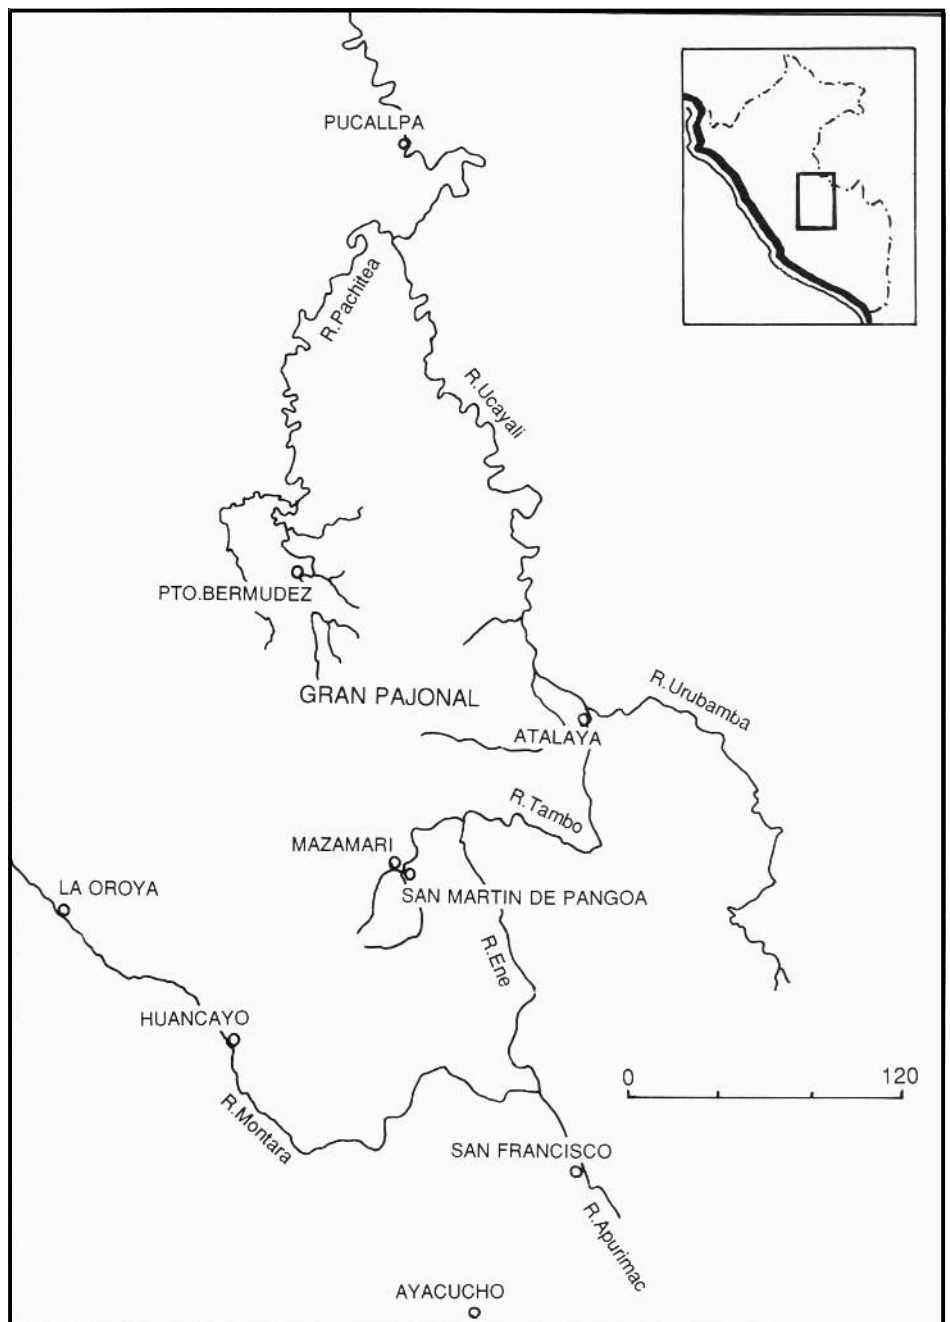 PUCALLPA
R.Pachitea
R.Ucayali
PTO.BERMUDEZ
GRAN PAJONAL
R.Urubamba
ATALAYA
R.Tambo
MAZAMARI
LA OROYA
SAN MARTIN DE PANGOA
R.Ene
HUANCAYO
0 120
R.Montara
SAN FRANCISCO
R.Apurimac
AYACUCHO